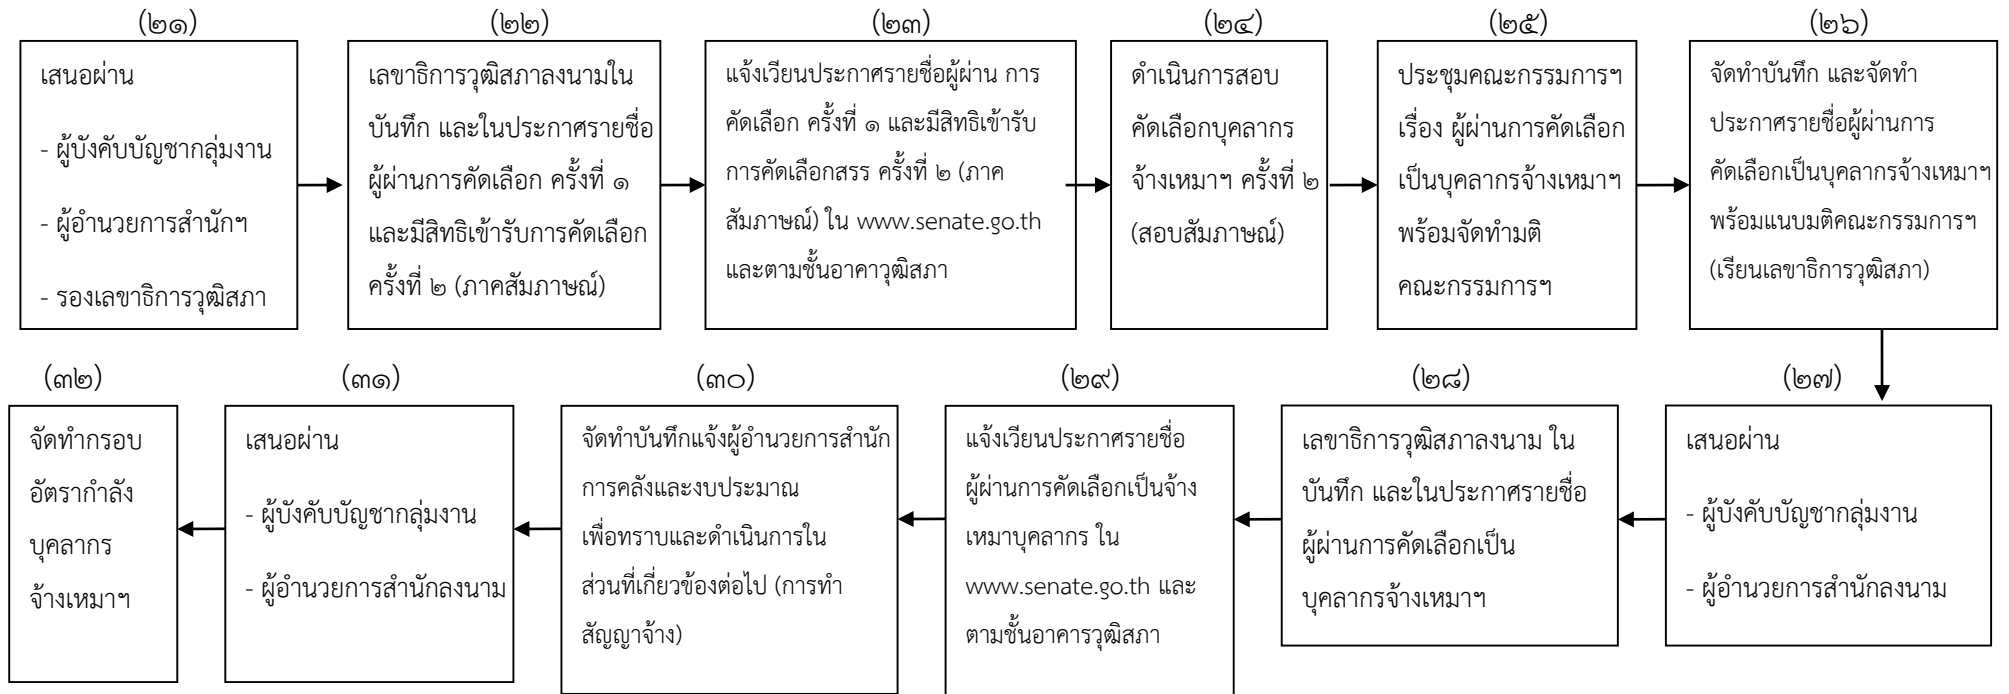 (๒๑)
เสนอผ่าน
- ผู้บังคับบัญชากลุ่มงาน
- ผู้อำนวยการสำนักฯ
- รองเลขาธิการวุฒิสภา
(๒๒)
เลขาธิการวุฒิสภาลงนามใน
บันทึก และในประกาศรายชื่อ
ผู้ผ่านการคัดเลือก ครั้งที่ ๑
และมีสิทธิเข้ารับการคัดเลือก
ครั้งที่ ๒ (ภาคสัมภาษณ์)
(๒๓)
แจ้งเวียนประกาศรายชื่อผู้ผ่าน การ
คัดเลือก ครั้งที่ ๑ และมีสิทธิเข้ารับ
การคัดเลือกสรร ครั้งที่ ๒ (ภาค
สัมภาษณ์) ใน www.senate.go.th
และตามชั้นอาคาวุฒิสภา
(๒๔)
ดำเนินการสอบ
คัดเลือกบุคลากร
จ้างเหมาฯ ครั้งที่ ๒
(สอบสัมภาษณ์)
(๒๕)
ประชุมคณะกรรมการฯ
เรื่อง ผู้ผ่านการคัดเลือก
เป็นบุคลากรจ้างเหมาฯ
พร้อมจัดทำมติ
คณะกรรมการฯ
(๒๖)
จัดทำบันทึก และจัดทำ
ประกาศรายชื่อผู้ผ่านการ
คัดเลือกเป็นบุคลากรจ้างเหมาฯ
พร้อมแนบมติคณะกรรมการฯ
(เรียนเลขาธิการวุฒิสภา)
(๒๗)
เสนอผ่าน
- ผู้บังคับบัญชากลุ่มงาน
- ผู้อำนวยการสำนักลงนาม
(๒๘)
เลขาธิการวุฒิสภาลงนาม ใน
บันทึก และในประกาศรายชื่อ
ผู้ผ่านการคัดเลือกเป็น
บุคลากรจ้างเหมาฯ
(๒๙)
แจ้งเวียนประกาศรายชื่อ
ผู้ผ่านการคัดเลือกเป็นจ้าง
เหมาบุคลากร ใน
www.senate.go.th และ
ตามชั้นอาคารวุฒิสภา
(๓๐)
จัดทำบันทึกแจ้งผู้อำนวยการสำนัก
การคลังและงบประมาณ
เพื่อทราบและดำเนินการใน
ส่วนที่เกี่ยวข้องต่อไป (การทำ
สัญญาจ้าง)
(๓๑)
เสนอผ่าน
- ผู้บังคับบัญชากลุ่มงาน
- ผู้อำนวยการสำนักลงนาม
(๓๒)
จัดทำกรอบ
อัตรากำลัง
บุคลากร
จ้างเหมาฯ